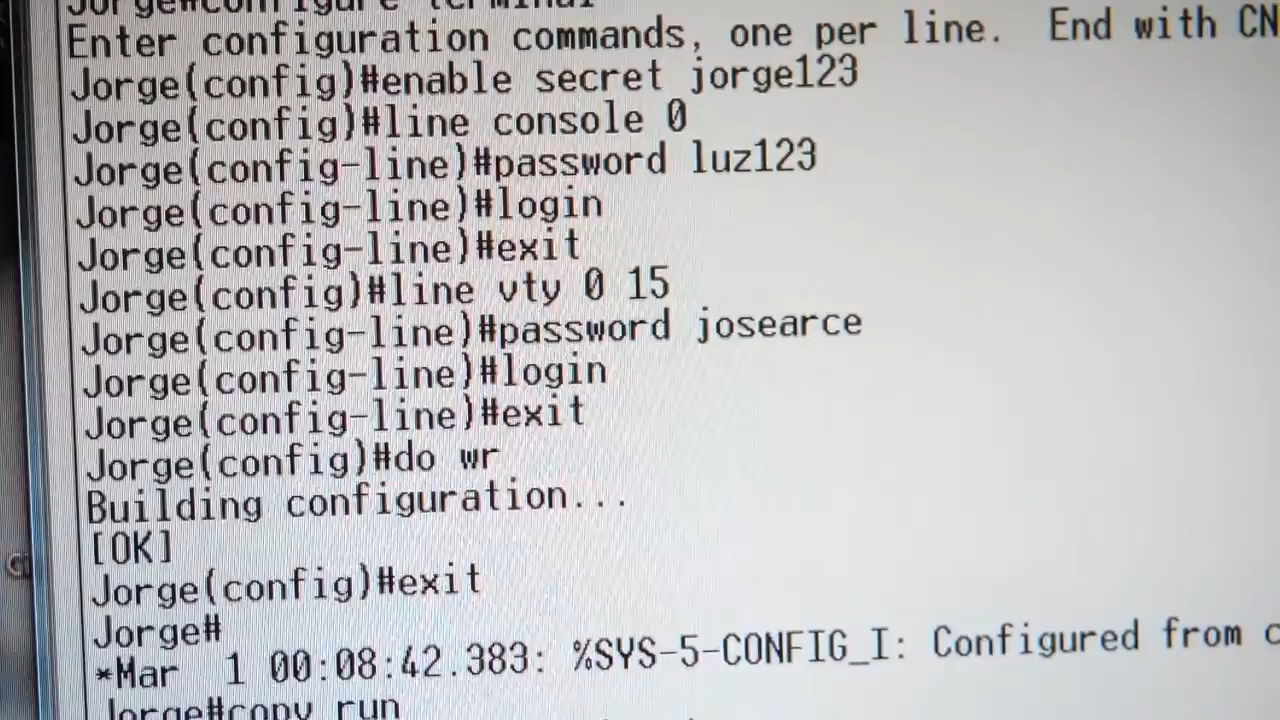 Jorge#configure terminal
Enter configuration commands, one per line. End with CN
Jorge(config)#enable secret jorge123
Jorge(config)#line console 0
Jorge(config-line)#password luz123
Jorge(config-line)#login
Jorge(config-line)#exit
Jorge(config)#line vty 0 15
Jorge(config-line)#password josearce
Jorge(config-line)#login
Jorge(config-line)#exit
Jorge(config)#do wr
Building configuration...
[OK]
Jorge(config)#exit
Jorge#
*Mar 1 00:08:42.383: %SYS-5-CONFIG_I: Configured from c
Jorge#copy run